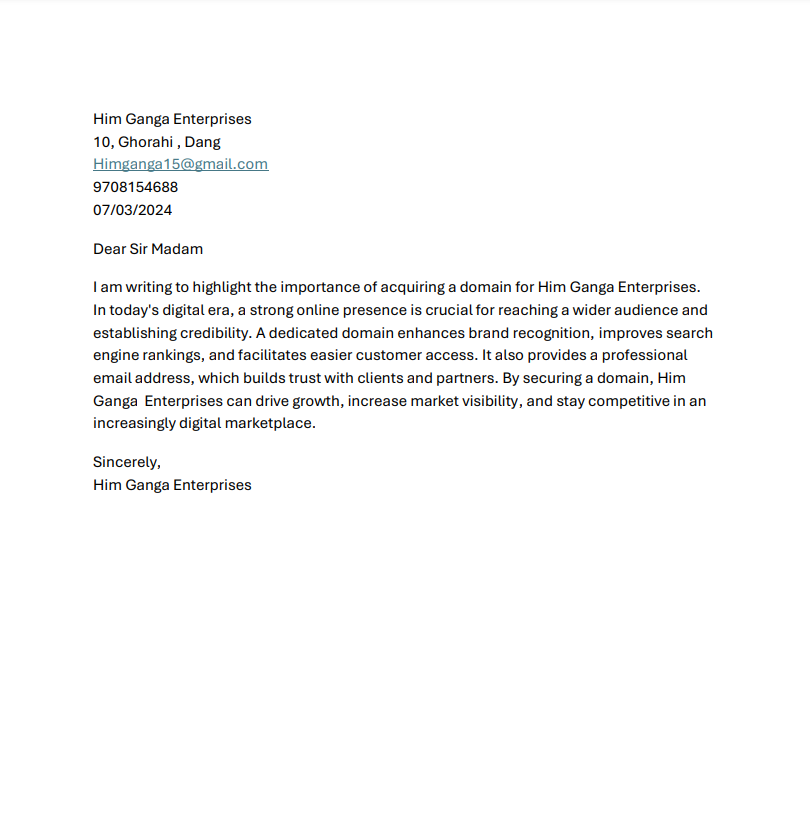 Him Ganga Enterprises
10, Ghorahi , Dang
Himganga15@gmail.com
9708154688
07/03/2024
Dear Sir Madam
I am writing to highlight the importance of acquiring a domain for Him Ganga Enterprises.
In today's digital era, a strong online presence is crucial for reaching a wider audience and
establishing credibility. A dedicated domain enhances brand recognition, improves search
engine rankings, and facilitates easier customer access. It also provides a professional
email address, which builds trust with clients and partners. By securing a domain, Him
Ganga  Enterprises can drive growth, increase market visibility, and stay competitive in an
increasingly digital marketplace.
Sincerely,
Him Ganga Enterprises